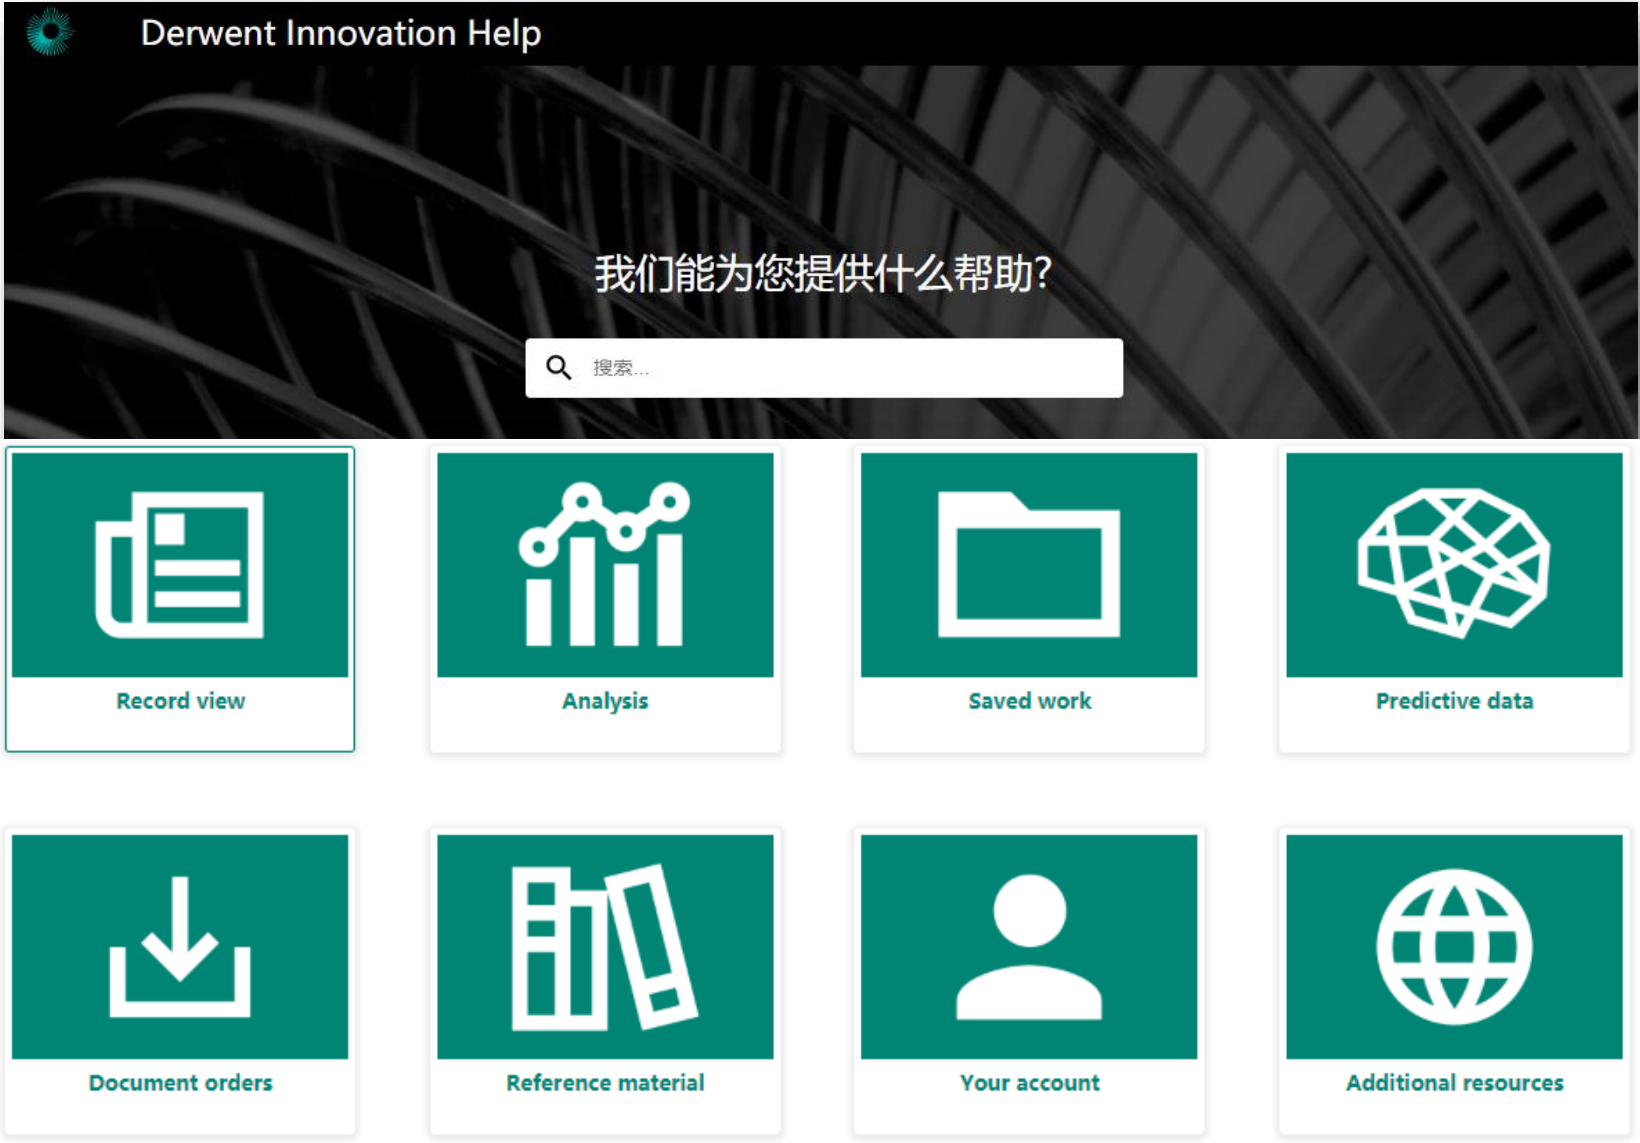 Derwent Innovation Help
我们能为您提供什么帮助?
搜索...
Record view
Analysis
Saved work
Predictive data
Document orders
Reference material
Your account
Additional resources